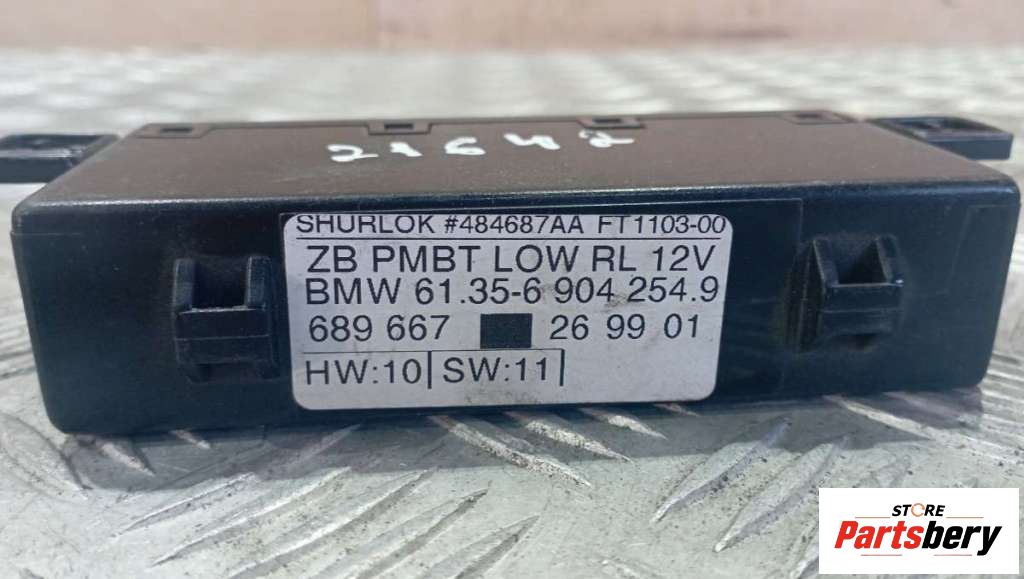 21642
SHURLOK #484687AA FT1103-00
ZB PMBT LOW RL 12V
BMW 61.35-6 904 254.9
689 667 ■ 26 99 01
HW:10 SW:11
STORE
Partsbery